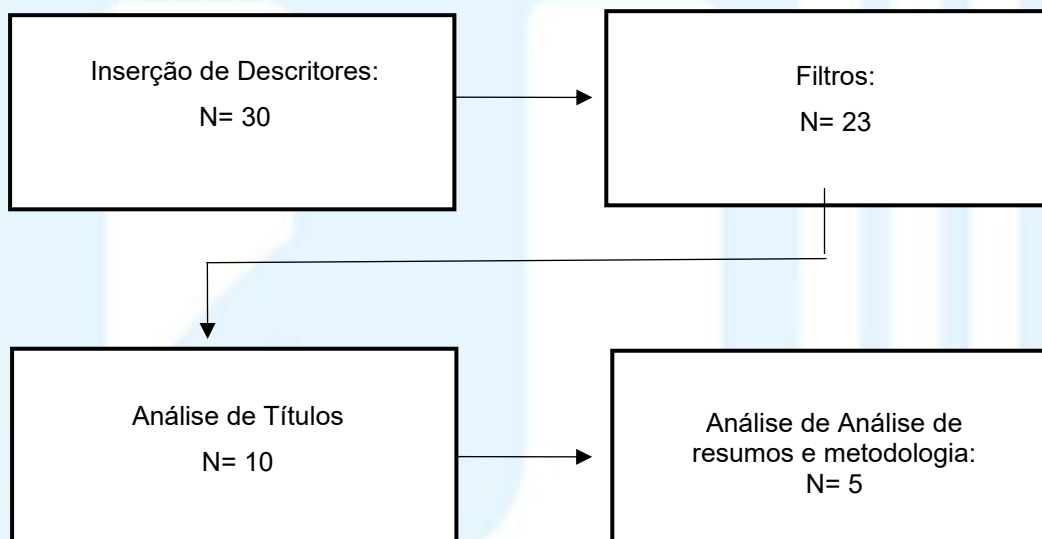 Inserção de Descritores:
N= 30
Filtros:
N= 23
Análise de Títulos
N= 10
Análise de Análise de
resumos e metodologia:
N= 5